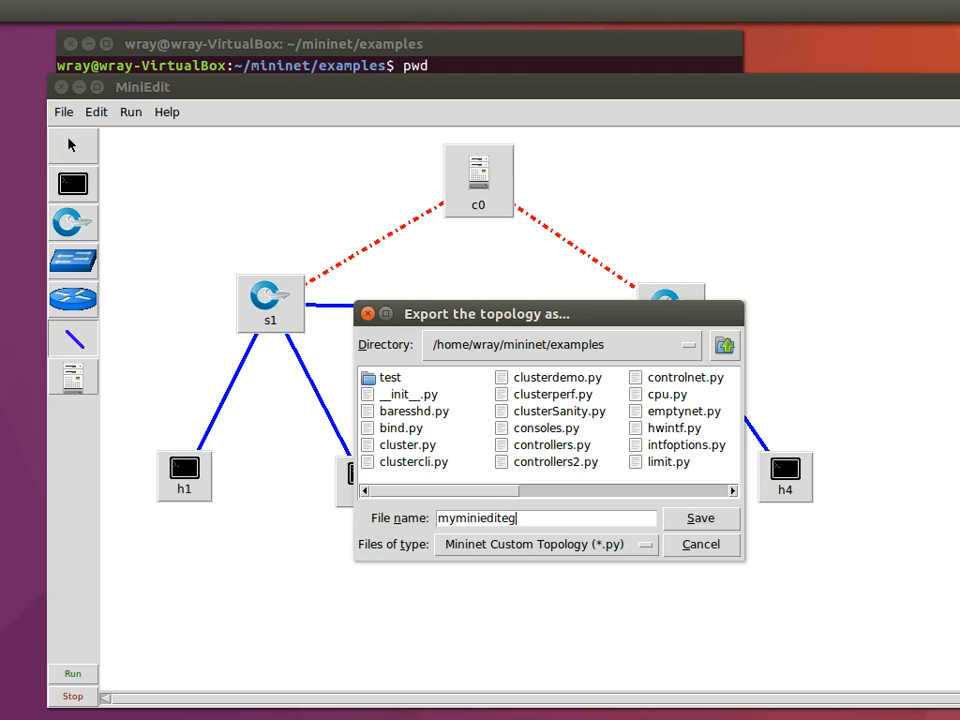 wray@wray-VirtualBox: ~/mininet/examples
wray@wray-VirtualBox:~/mininet/examples$ pwd
MiniEdit
File Edit Run Help
c0
s1
Export the topology as...
Directory: /home/wray/mininet/examples
test clusterdemo.py controlnet.py
__init__.py clusterperf.py cpu.py
baresshd.py clusterSanity.py emptynet.py
bind.py consoles.py hwintf.py
cluster.py controllers.py intfoptions.py
clustercli.py controllers2.py limit.py
h1
h4
File name: myminiediteg Save
Files of type: Mininet Custom Topology (*.py) Cancel
Run
Stop